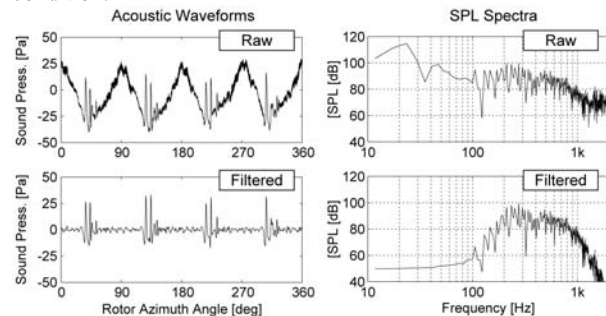 Acoustic Waveforms
SPL Spectra
Raw
Sound Press. [Pa]
50
25
0
-25
-50
0 90 180 270 360
Raw
[SPL [dB]
120
100
80
60
40
10 100 1k
Filtered
Sound Press. [Pa]
50
25
0
-25
-50
0 90 180 270 360
Rotor Azimuth Angle [deg]
Filtered
[SPL [dB]
120
100
80
60
40
10 100 1k
Frequency [Hz]